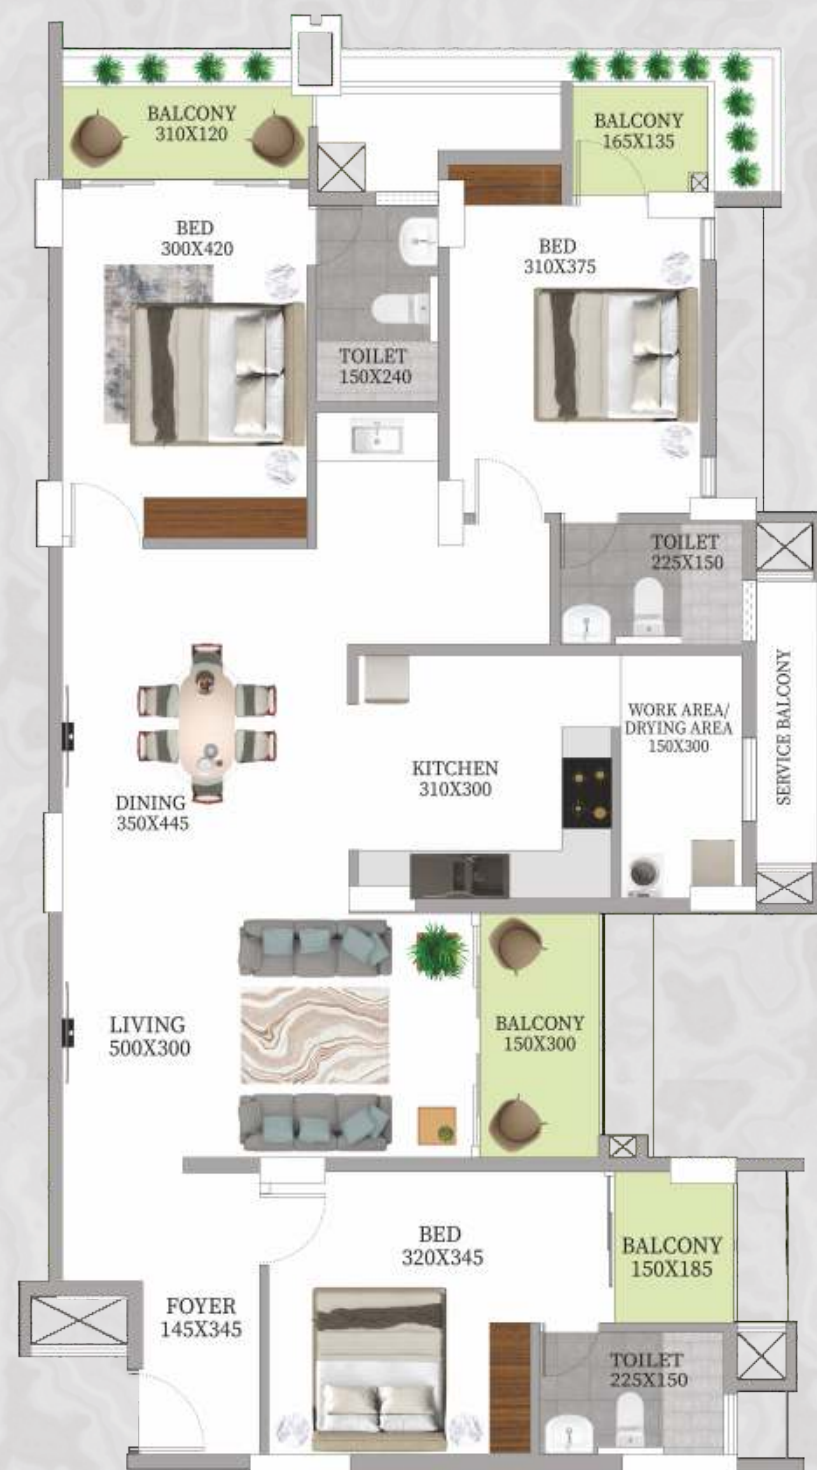 BALCONY
310X120
BALCONY
165X135
BED
300X420
BED
310X375
TOILET
150X240
TOILET
225X150
WORK AREA/
DRYING AREA
150X300
SERVICE BALCONY
KITCHEN
310X300
DINING
350X445
LIVING
500X300
BALCONY
150X300
BED
320X345
BALCONY
150X185
FOYER
145X345
TOILET
225X150